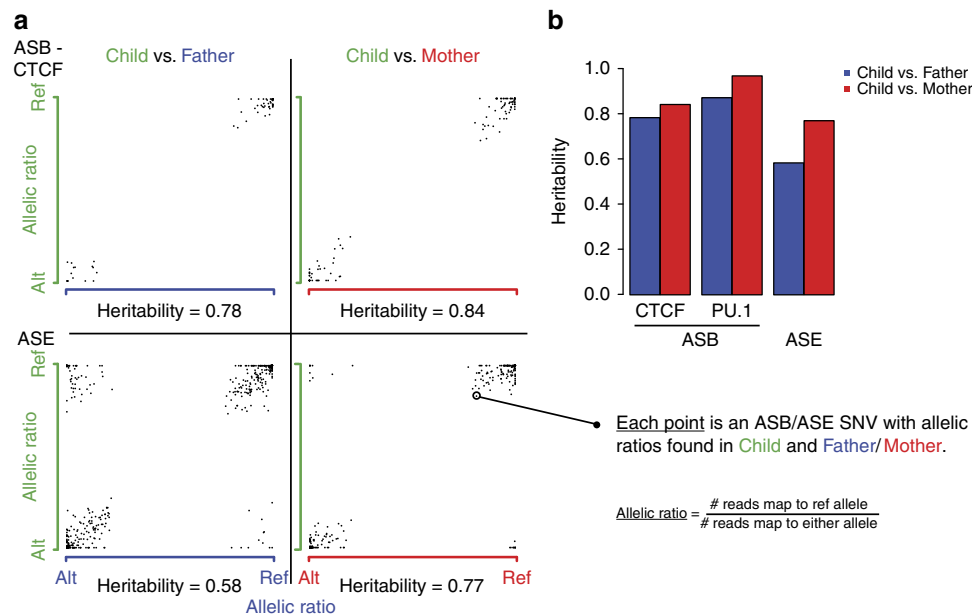 a
ASB -
CTCF
Child vs. Father
Child vs. Mother
Ref
Allelic ratio
Alt
Heritability = 0.78
Heritability = 0.84
ASE
Ref
Allelic ratio
Alt
Alt
Ref
Alt
Ref
Heritability = 0.58
Heritability = 0.77
Allelic ratio
b
Child vs. Father
Child vs. Mother
Heritability
1.0
0.8
0.6
0.4
0.2
0.0
CTCF
PU.1
ASB
ASE
Each point is an ASB/ASE SNV with allelic
ratios found in Child and Father/Mother.
Allelic ratio = # reads map to ref allele
# reads map to either allele